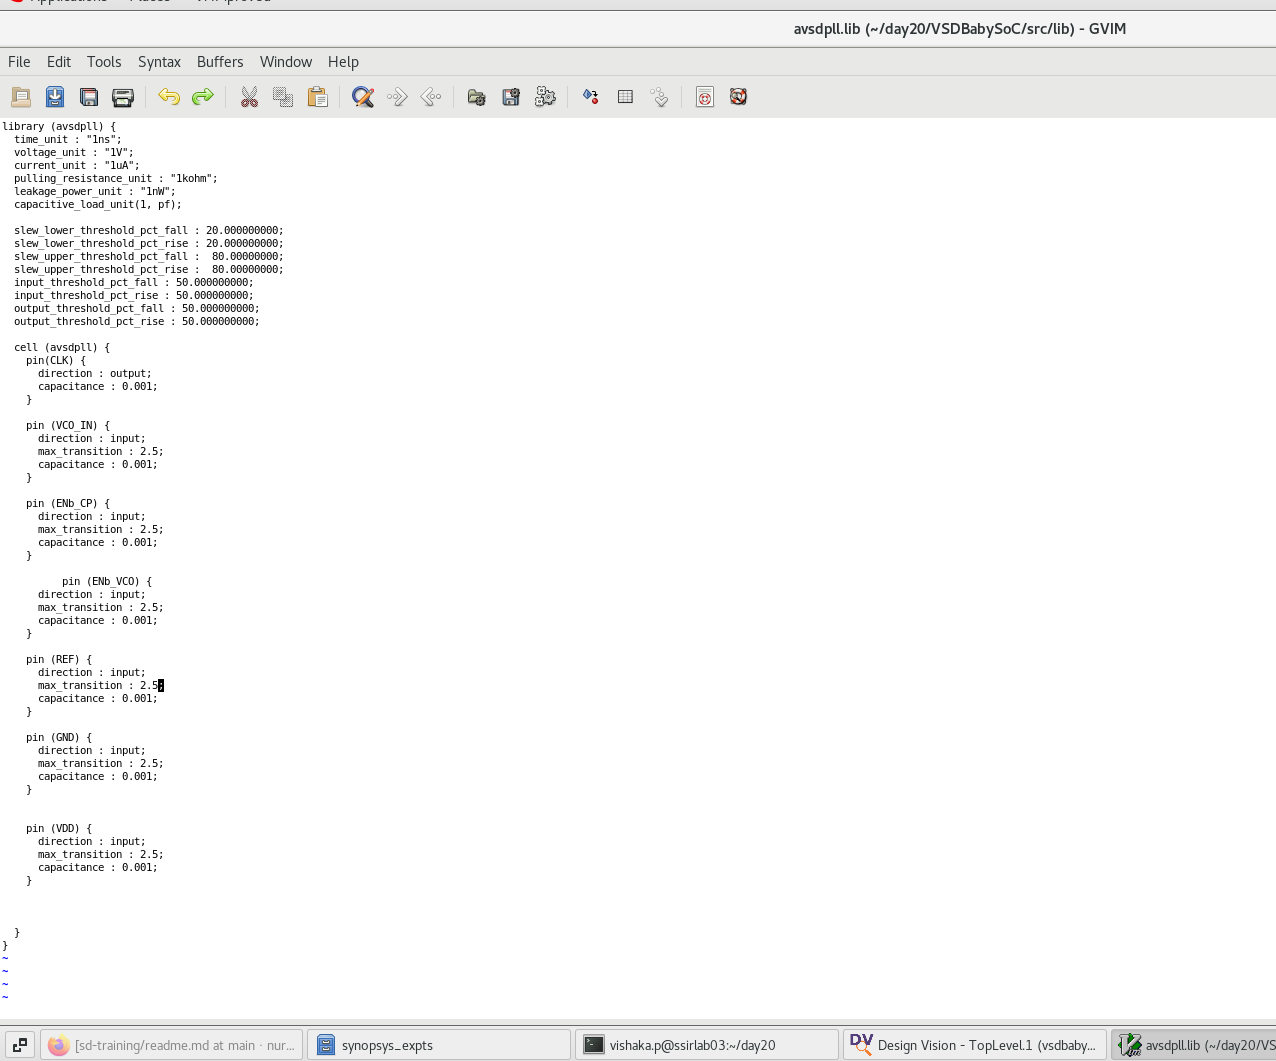 avsdpll.lib (~/day20/VSDBabySoC/src/lib) - GVIM
File Edit Tools Syntax Buffers Window Help
library (avsdpll) {
  time_unit : "1ns";
  voltage_unit : "1V";
  current_unit : "1uA";
  pulling_resistance_unit : "1kohm";
  leakage_power_unit : "1nW";
  capacitive_load_unit(1, pf);
  slew_lower_threshold_pct_fall : 20.000000000;
  slew_lower_threshold_pct_rise : 20.000000000;
  slew_upper_threshold_pct_fall :  80.00000000;
  slew_upper_threshold_pct_rise :  80.00000000;
  input_threshold_pct_fall : 50.000000000;
  input_threshold_pct_rise : 50.000000000;
  output_threshold_pct_fall : 50.000000000;
  output_threshold_pct_rise : 50.000000000;
  cell (avsdpll) {
    pin(CLK) {
      direction : output;
      capacitance : 0.001;
    }
    pin (VCO_IN) {
      direction : input;
      max_transition : 2.5;
      capacitance : 0.001;
    }
    pin (ENb_CP) {
      direction : input;
      max_transition : 2.5;
      capacitance : 0.001;
    }
          pin (ENb_VCO) {
      direction : input;
      max_transition : 2.5;
      capacitance : 0.001;
    }
    pin (REF) {
      direction : input;
      max_transition : 2.5;
      capacitance : 0.001;
    }
    pin (GND) {
      direction : input;
      max_transition : 2.5;
      capacitance : 0.001;
    }
    pin (VDD) {
      direction : input;
      max_transition : 2.5;
      capacitance : 0.001;
    }
  }
}
~
~
~
~
[sd-training/readme.md at main · nur... synopsys_expts vishaka.p@ssirlab03:~/day20 Design Vision - TopLevel.1 (vsdbaby... avsdpll.lib (~/day20/VS